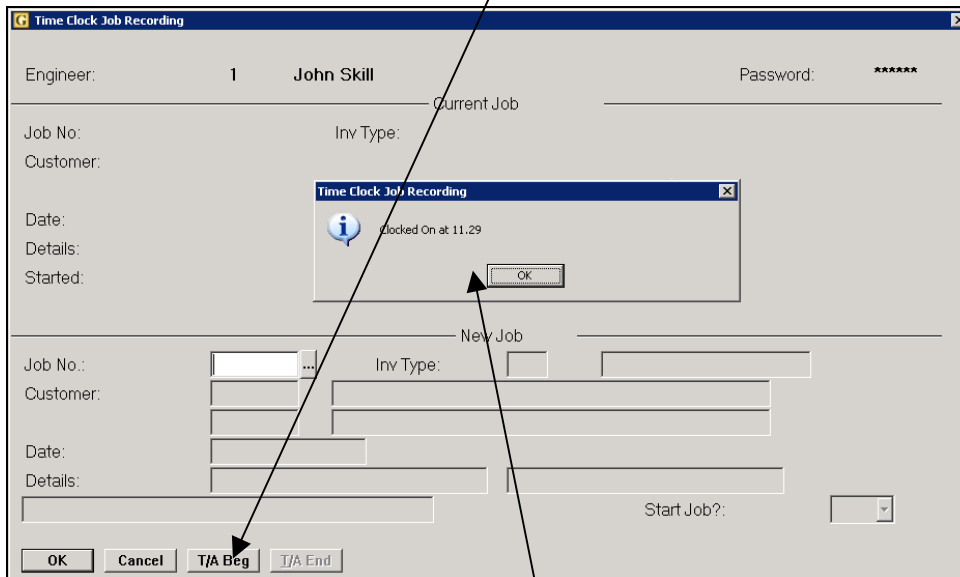 Time Clock Job Recording
Engineer: 1 John Skill Password: ******
Current Job
Job No: Inv Type:
Customer:
Time Clock Job Recording
Date:
Clocked On at 11.29
Details:
Started:
OK
New Job
Job No.: ... Inv Type:
Customer:
Date:
Details:
Start Job?:
OK Cancel T/A Beg T/A End